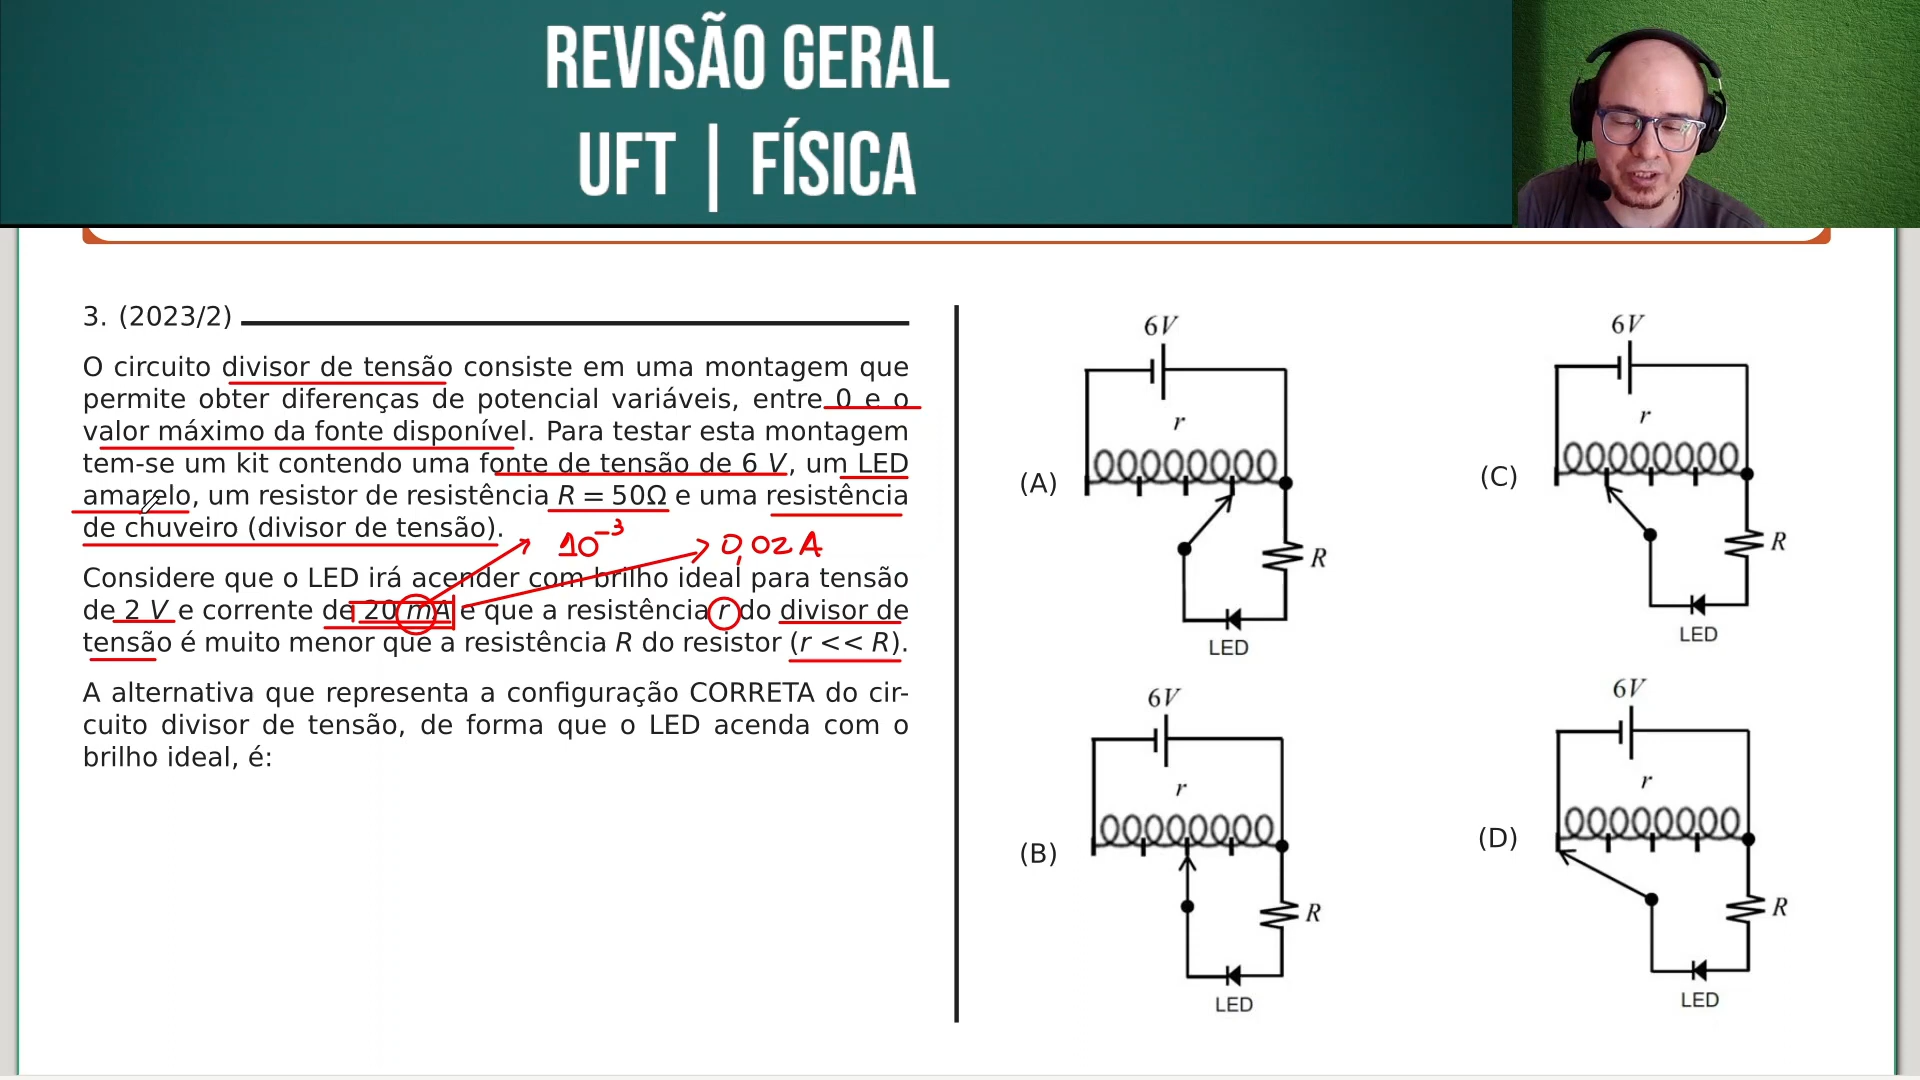 REVISÃO GERAL
UFT | FÍSICA
3. (2023/2)
O circuito divisor de tensão consiste em uma montagem que
permite obter diferenças de potencial variáveis, entre 0 e o
valor máximo da fonte disponível. Para testar esta montagem
tem-se um kit contendo uma fonte de tensão de 6 V, um LED
amarelo, um resistor de resistência R = 50Ω e uma resistência
de chuveiro (divisor de tensão).
10⁻³
0,02 A
Considere que o LED irá acender com brilho ideal para tensão
de 2 V e corrente de 20 mA e que a resistência r do divisor de
tensão é muito menor que a resistência R do resistor (r << R).
A alternativa que representa a configuração CORRETA do cir-
cuito divisor de tensão, de forma que o LED acenda com o
brilho ideal, é:
(A)
6V
r
R
LED
(B)
6V
r
R
LED
(C)
6V
r
R
LED
(D)
6V
r
R
LED